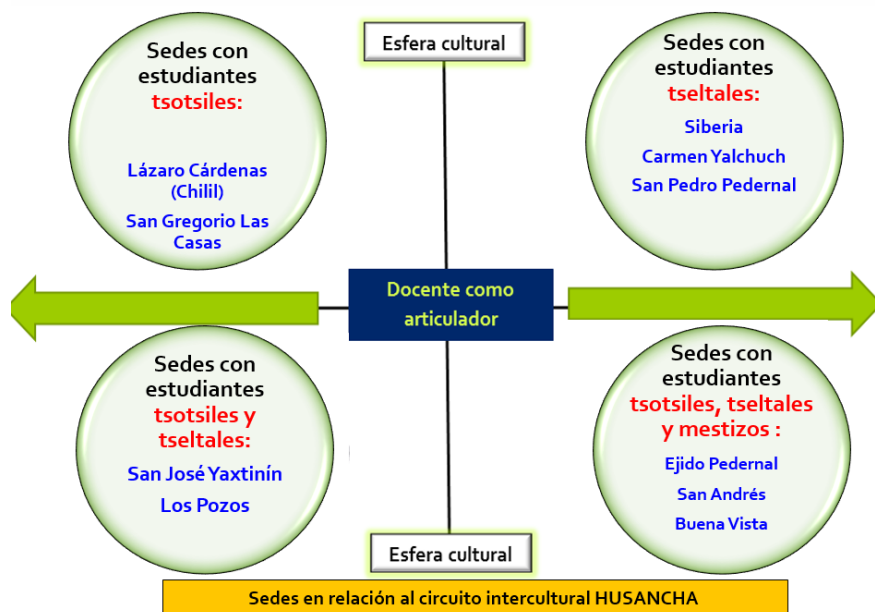 Esfera cultural
Sedes con
estudiantes
tsotsiles:
Lázaro Cárdenas
(Chilil)
San Gregorio Las
Casas
Sedes con
estudiantes
tseltales:
Siberia
Carmen Yalchuch
San Pedro Pedernal
Docente como
articulador
Sedes con
estudiantes
tsotsiles y
tseltales:
San José Yaxtinín
Los Pozos
Sedes con
estudiantes
tsotsiles, tseltales
y mestizos :
Ejido Pedernal
San Andrés
Buena Vista
Esfera cultural
Sedes en relación al circuito intercultural HUSANCHA